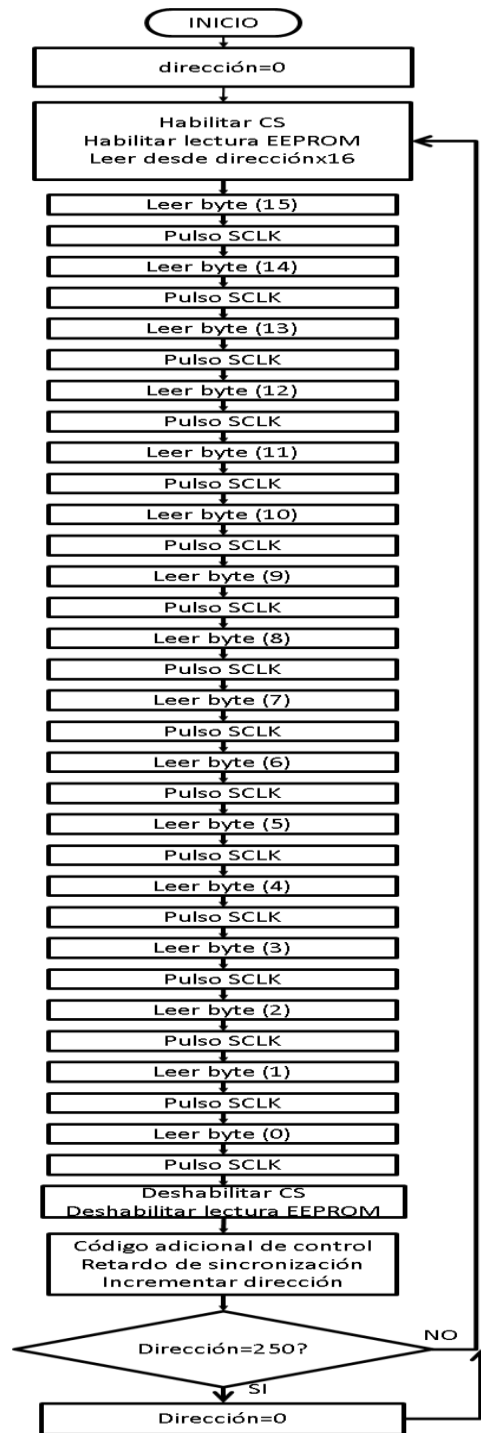 INICIO
dirección=0
Habilitar CS
Habilitar lectura EEPROM
Leer desde direcciónx16
Leer byte (15)
Pulso SCLK
Leer byte (14)
Pulso SCLK
Leer byte (13)
Pulso SCLK
Leer byte (12)
Pulso SCLK
Leer byte (11)
Pulso SCLK
Leer byte (10)
Pulso SCLK
Leer byte (9)
Pulso SCLK
Leer byte (8)
Pulso SCLK
Leer byte (7)
Pulso SCLK
Leer byte (6)
Pulso SCLK
Leer byte (5)
Pulso SCLK
Leer byte (4)
Pulso SCLK
Leer byte (3)
Pulso SCLK
Leer byte (2)
Pulso SCLK
Leer byte (1)
Pulso SCLK
Leer byte (0)
Pulso SCLK
Deshabilitar CS
Deshabilitar lectura EEPROM
Código adicional de control
Retardo de sincronización
Incrementar dirección
Dirección=250?
NO
SI
Dirección=0